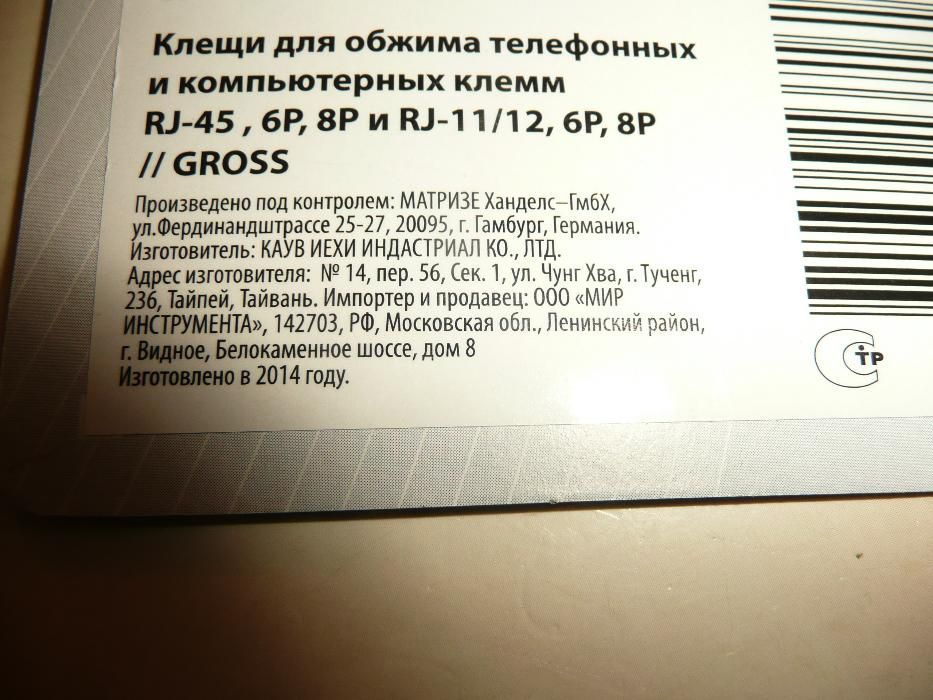 Клещи для обжима телефонных
и компьютерных клемм
RJ-45 , 6P, 8P и RJ-11/12, 6P, 8P
// GROSS
Произведено под контролем: МАТРИЗЕ Ханделс–ГмбХ,
ул.Фердинандштрассе 25-27, 20095, г. Гамбург, Германия.
Изготовитель: КАУВ ИЕХИ ИНДАСТРИАЛ КО., ЛТД.
Адрес изготовителя: № 14, пер. 56, Сек. 1, ул. Чунг Хва, г. Тученг,
236, Тайпей, Тайвань. Импортер и продавец: ООО «МИР
ИНСТРУМЕНТА», 142703, РФ, Московская обл., Ленинский район,
г. Видное, Белокаменное шоссе, дом 8
Изготовлено в 2014 году.
ТР